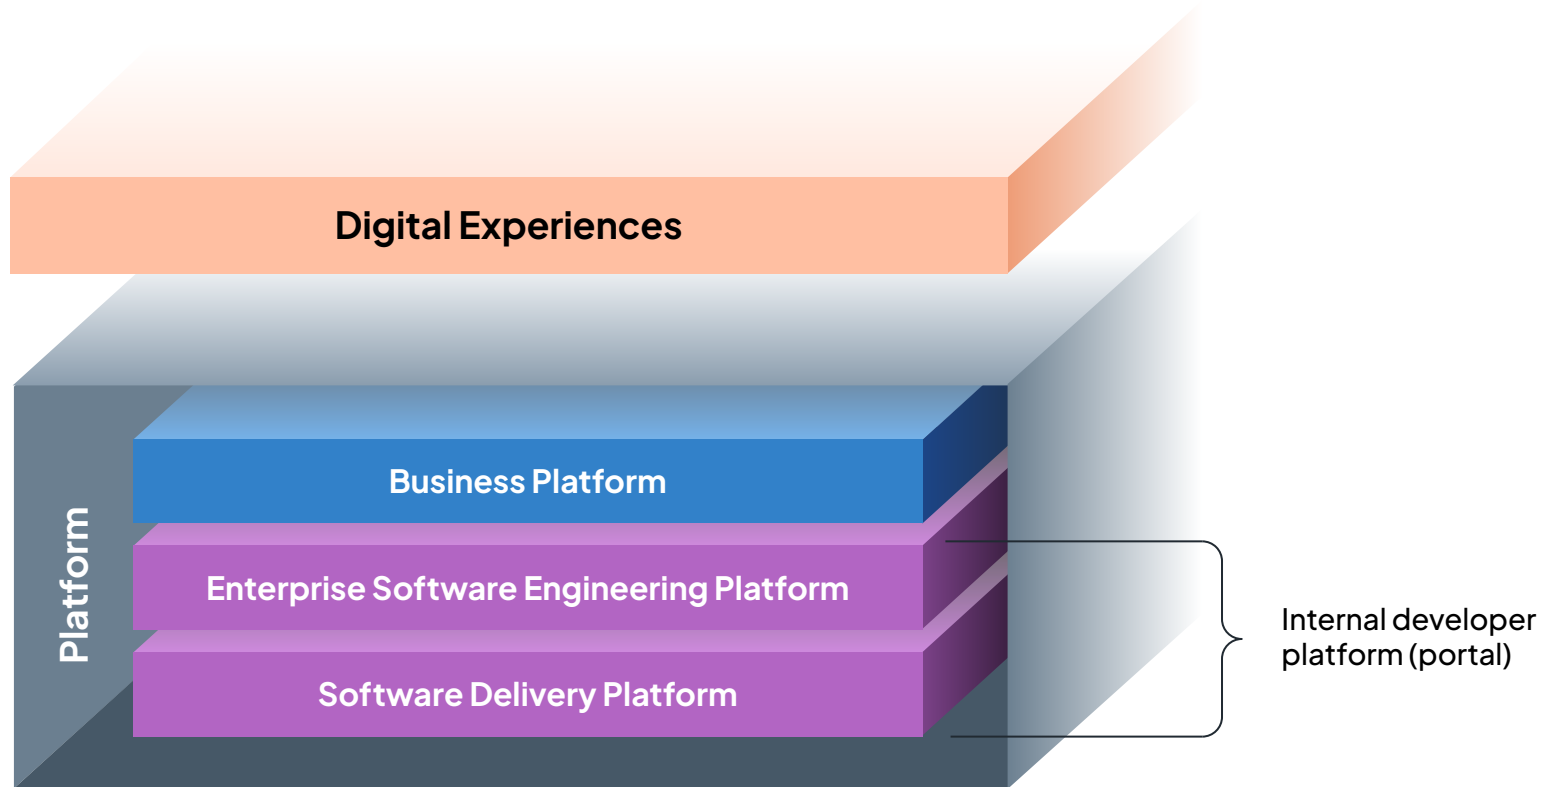 Digital Experiences
Platform
Business Platform
Enterprise Software Engineering Platform
Software Delivery Platform
Internal developer
platform (portal)